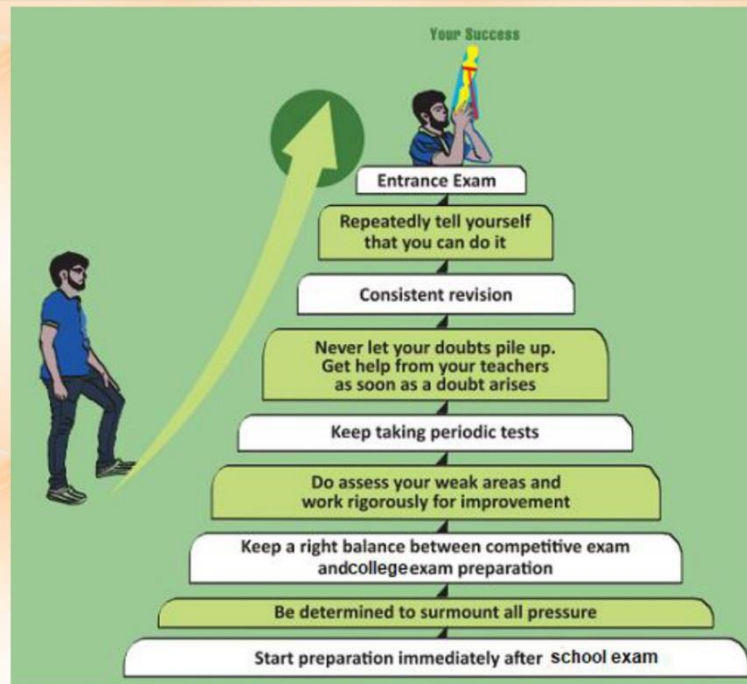 Your Success
Entrance Exam
Repeatedly tell yourself
that you can do it
Consistent revision
Never let your doubts pile up.
Get help from your teachers
as soon as a doubt arises
Keep taking periodic tests
Do assess your weak areas and
work rigorously for improvement
Keep a right balance between competitive exam
andcollegeexam preparation
Be determined to surmount all pressure
Start preparation immediately after school exam